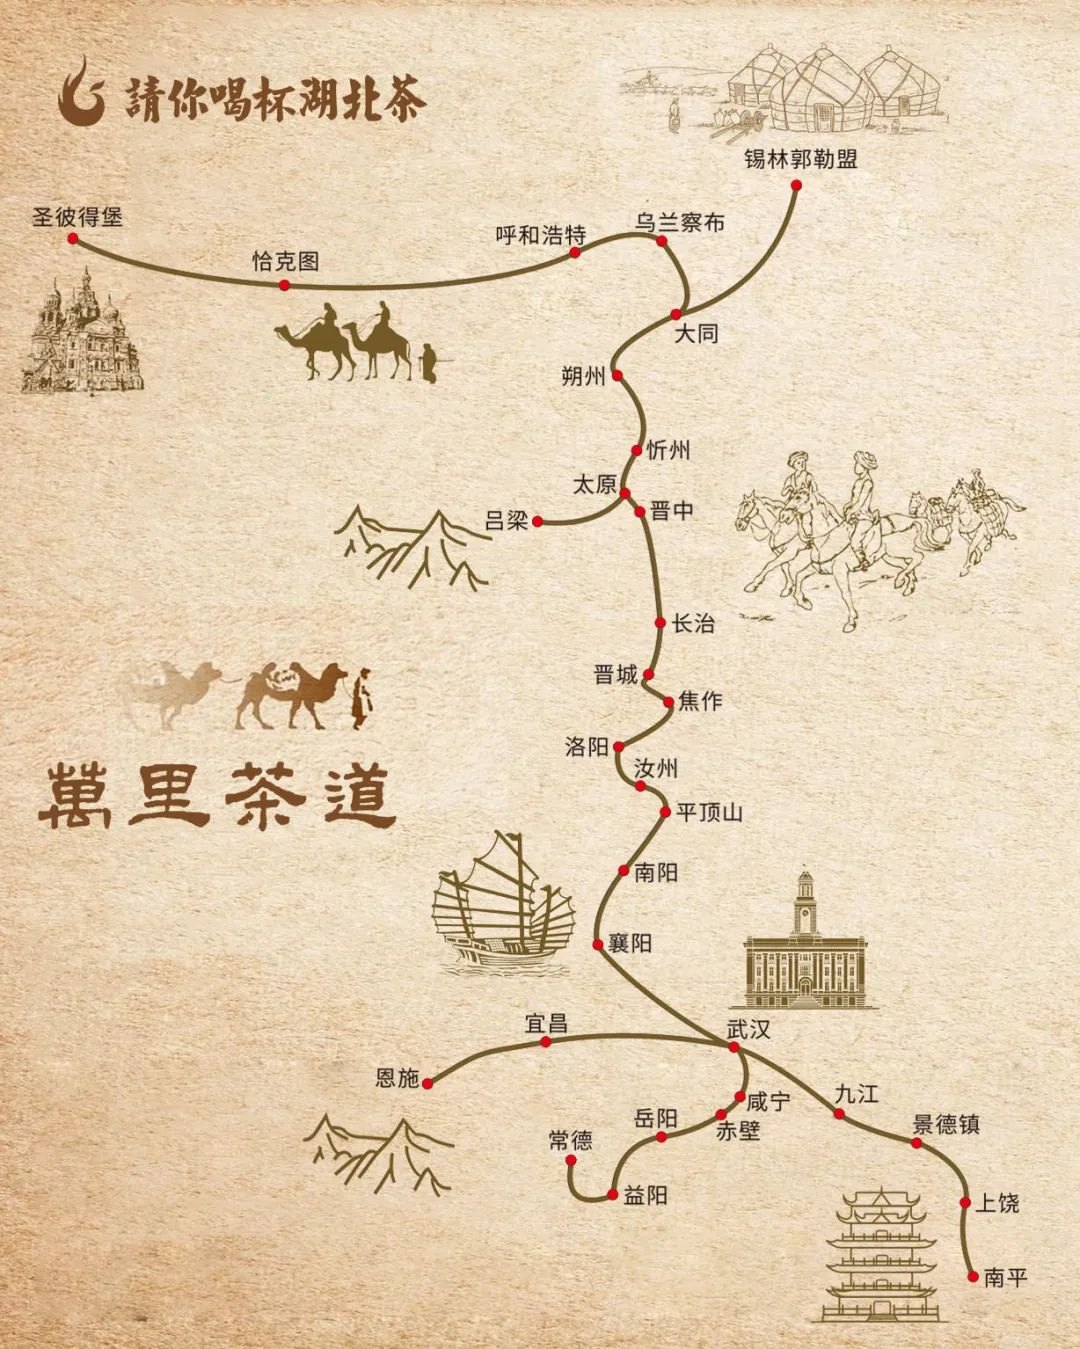 請你喝杯湖北茶
锡林郭勒盟
圣彼得堡
恰克图
呼和浩特
乌兰察布
大同
朔州
忻州
太原
晋中
吕梁
长治
晋城
焦作
洛阳
汝州
平顶山
萬里茶道
南阳
襄阳
武汉
宜昌
恩施
咸宁
赤壁
岳阳
常德
益阳
九江
景德镇
上饶
南平